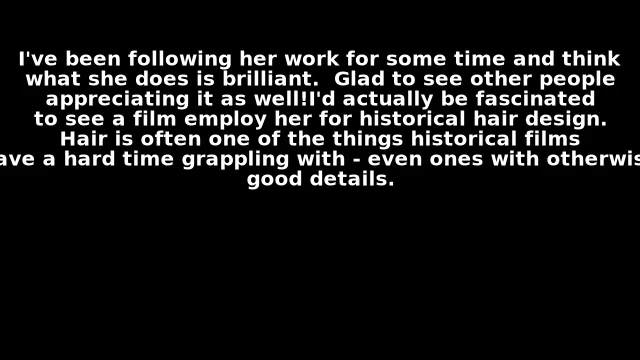 I've been following her work for some time and think
what she does is brilliant.  Glad to see other people
appreciating it as well!I'd actually be fascinated
to see a film employ her for historical hair design.
Hair is often one of the things historical films
ave a hard time grappling with - even ones with otherwis
good details.